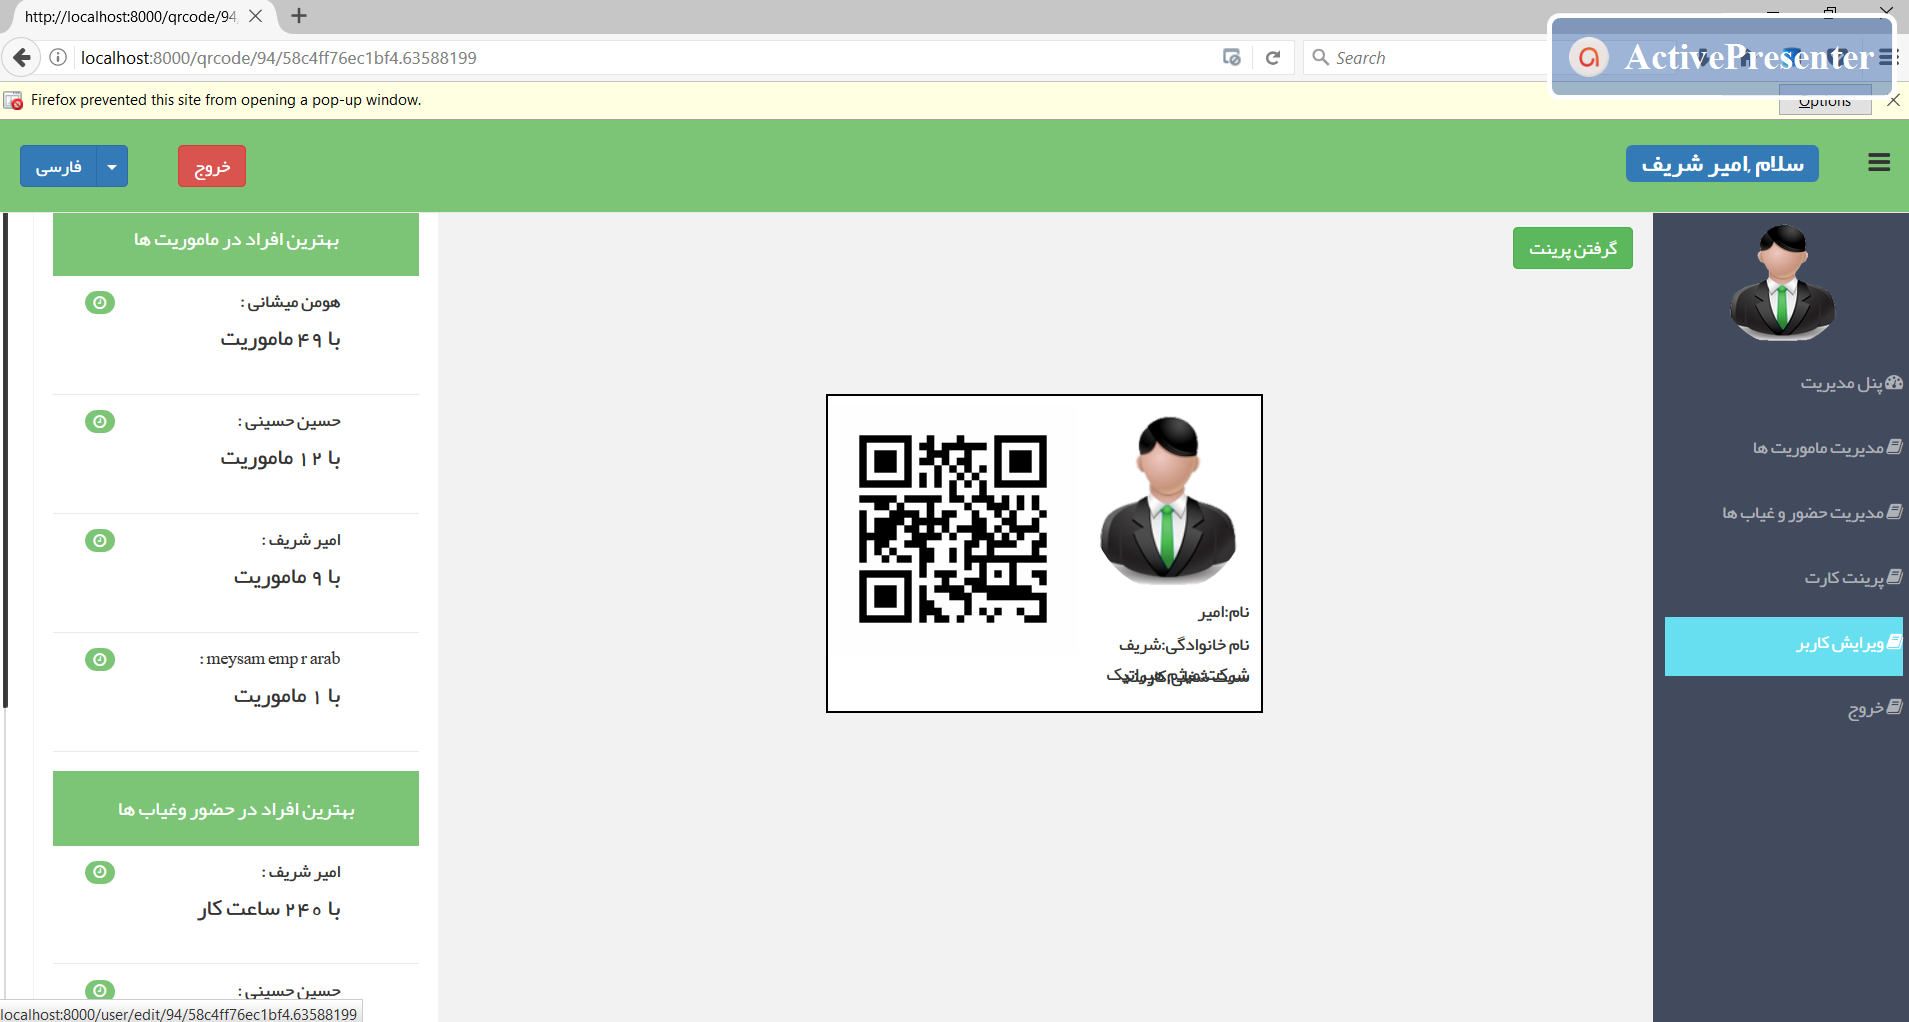 http://localhost:8000/qrcode/94
localhost:8000/qrcode/94/58c4ff76ec1bf4.63588199
Search
ActivePresenter
Firefox prevented this site from opening a pop-up window.
Options
سلام ,امیر شریف
خروج
فارسی
گرفتن پرینت
پنل مدیریت
مدیریت ماموریت ها
مدیریت حضور و غیاب ها
پرینت کارت
ویرایش کاربر
خروج
نام:امیر
نام خانوادگی:شریف
بهترین افراد در ماموریت ها
هومن میشانی :
با ۴۹ ماموریت
حسین حسینی :
با ۱۲ ماموریت
امیر شریف :
با ۹ ماموریت
meysam emp r arab :
با ۱ ماموریت
بهترین افراد در حضور وغیاب ها
امیر شریف :
با ۲۴۰ ساعت کار
حسین حسینی :
localhost:8000/user/edit/94/58c4ff76ec1bf4.63588199